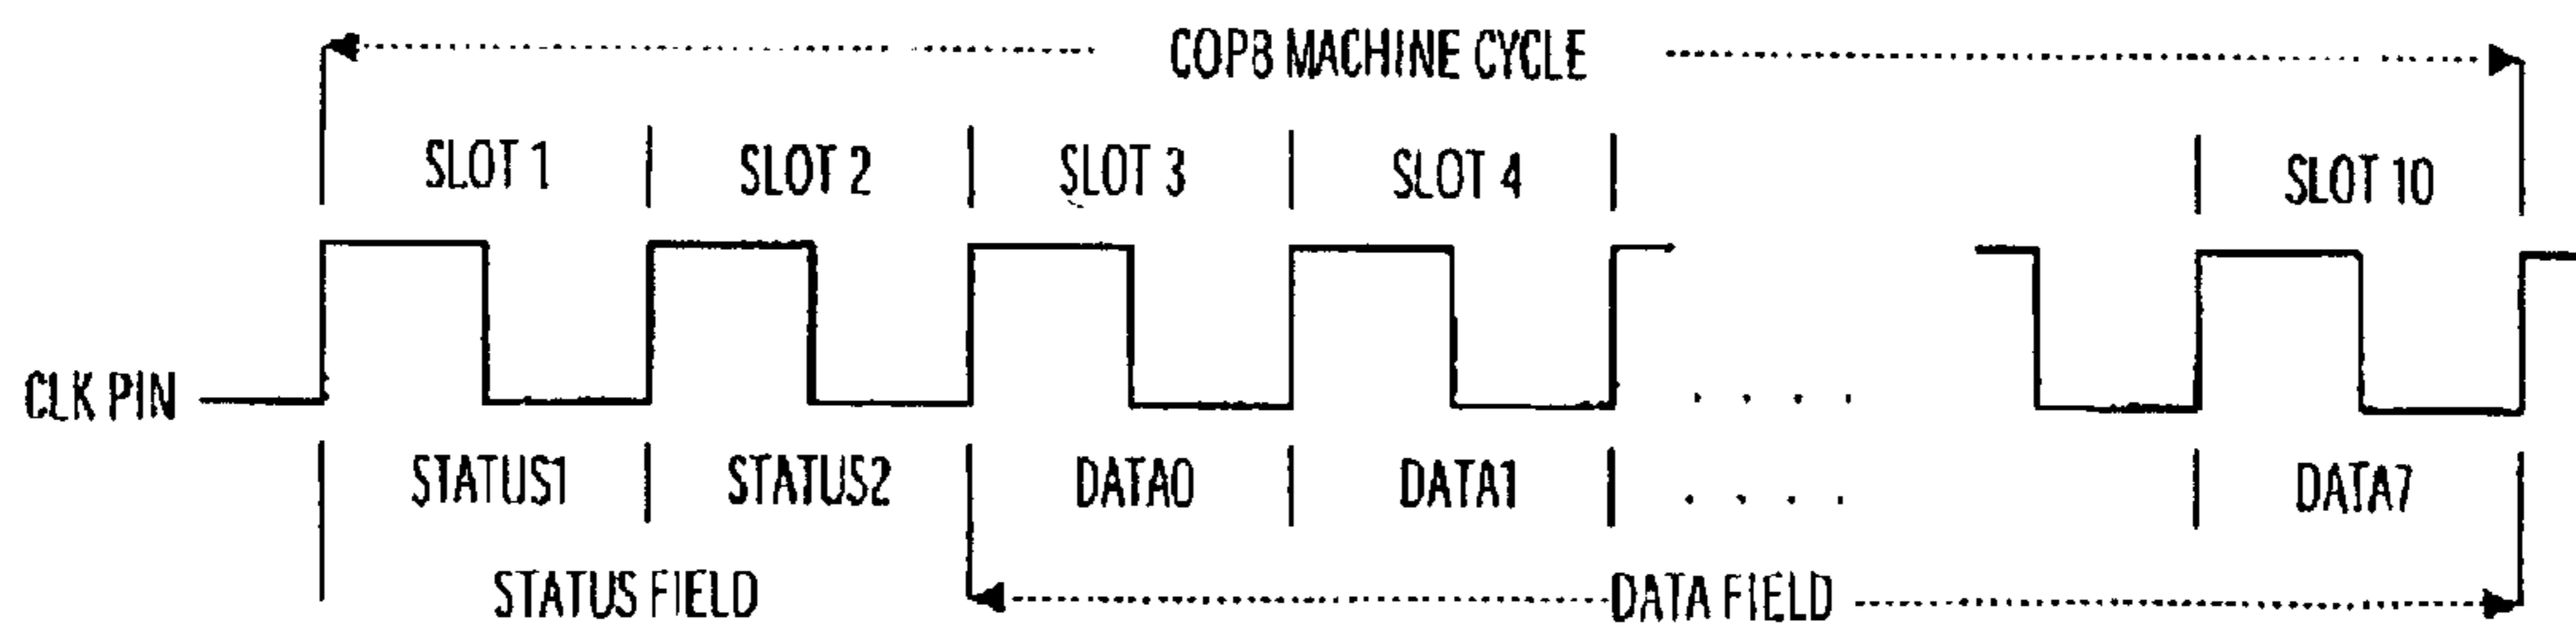 COP8 MACHINE CYCLE
SLOT 1 SLOT 2 SLOT 3 SLOT 4 SLOT 10
CLK PIN
STATUS1 STATUS2 DATA0 DATA1 . . . . DATA7
STATUS FIELD DATA FIELD